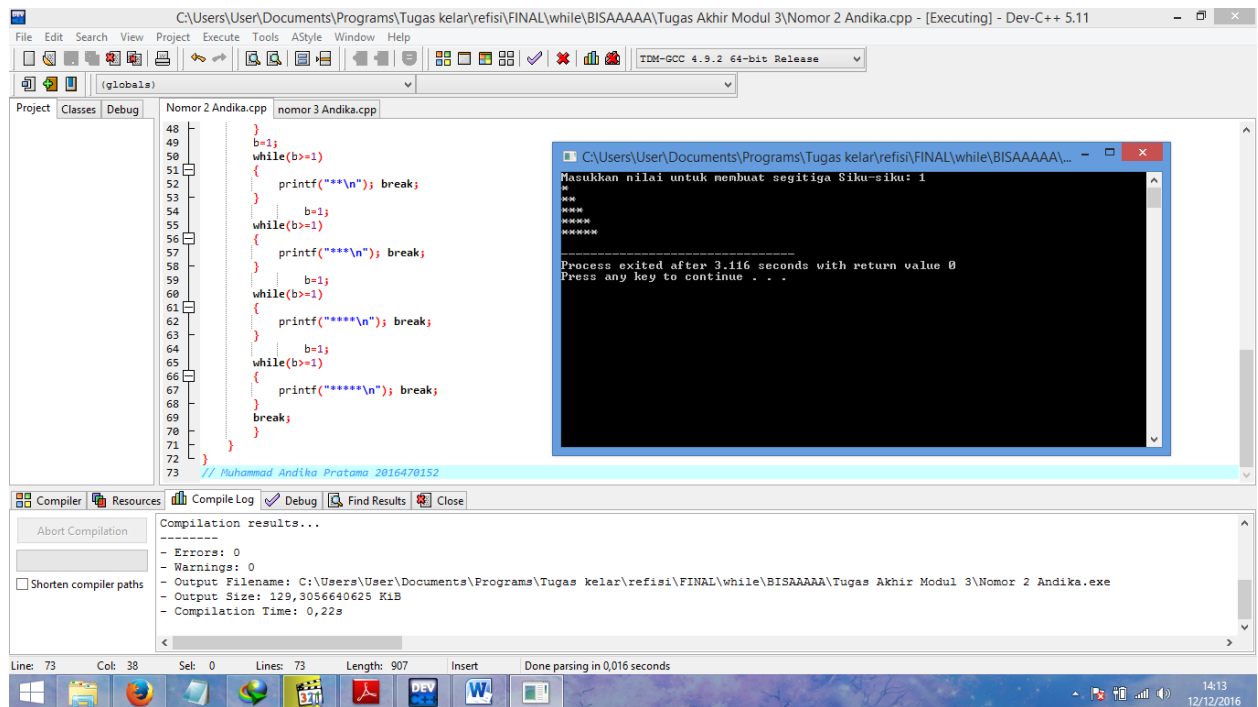 C:\Users\User\Documents\Programs\Tugas kelar\refisi\FINAL\while\BISAAAAA\Tugas Akhir Modul 3\Nomor 2 Andika.cpp - [Executing] - Dev-C++ 5.11
File Edit Search View Project Execute Tools AStyle Window Help
TDM-GCC 4.9.2 64-bit Release
(globals)
Project Classes Debug
Nomor 2 Andika.cpp nomor 3 Andika.cpp
48 }
49 b=1;
50 while(b>=1)
51 {
52 printf("**\n"); break;
53 }
54 b=1;
55 while(b>=1)
56 {
57 printf("***\n"); break;
58 }
59 b=1;
60 while(b>=1)
61 {
62 printf("****\n"); break;
63 }
64 b=1;
65 while(b>=1)
66 {
67 printf("*****\n"); break;
68 }
69 break;
70 }
71 }
72 }
73 // Muhammad Andika Pratama 2016470152
C:\Users\User\Documents\Programs\Tugas kelar\refisi\FINAL\while\BISAAAAA\...
Masukkan nilai untuk membuat segitiga Siku-siku: 1
*
**
***
****
*****
--------------------------------
Process exited after 3.116 seconds with return value 0
Press any key to continue . . .
Compiler Resources Compile Log Debug Find Results Close
Abort Compilation
Shorten compiler paths
Compilation results...
--------
- Errors: 0
- Warnings: 0
- Output Filename: C:\Users\User\Documents\Programs\Tugas kelar\refisi\FINAL\while\BISAAAAA\Tugas Akhir Modul 3\Nomor 2 Andika.exe
- Output Size: 129,3056640625 KiB
- Compilation Time: 0,22s
Line: 73 Col: 38 Sel: 0 Lines: 73 Length: 907 Insert Done parsing in 0,016 seconds
14:13
12/12/2016